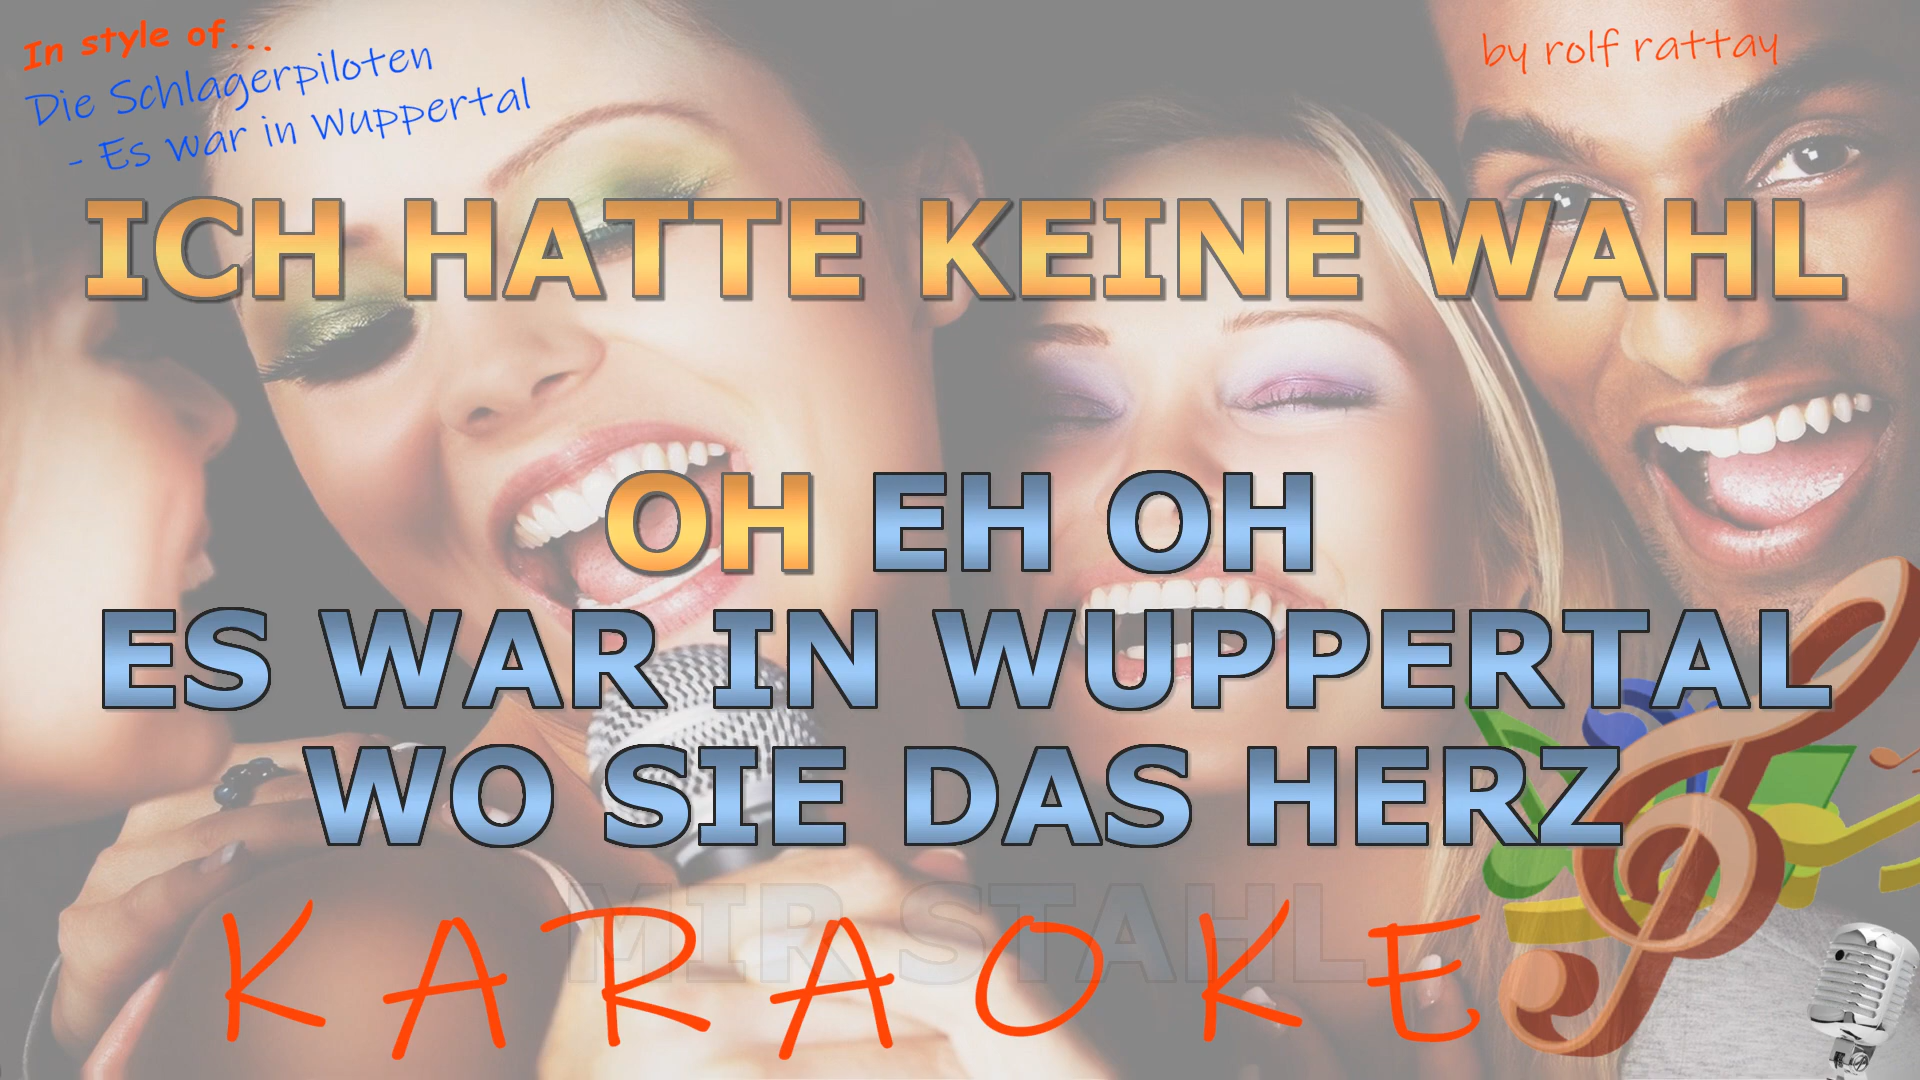 In style of...
Die Schlagerpiloten
- Es war in Wuppertal
by rolf rattay
ICH HATTE KEINE WAHL
OH EH OH
ES WAR IN WUPPERTAL
WO SIE DAS HERZ
MIR STAHL
KARAOKE